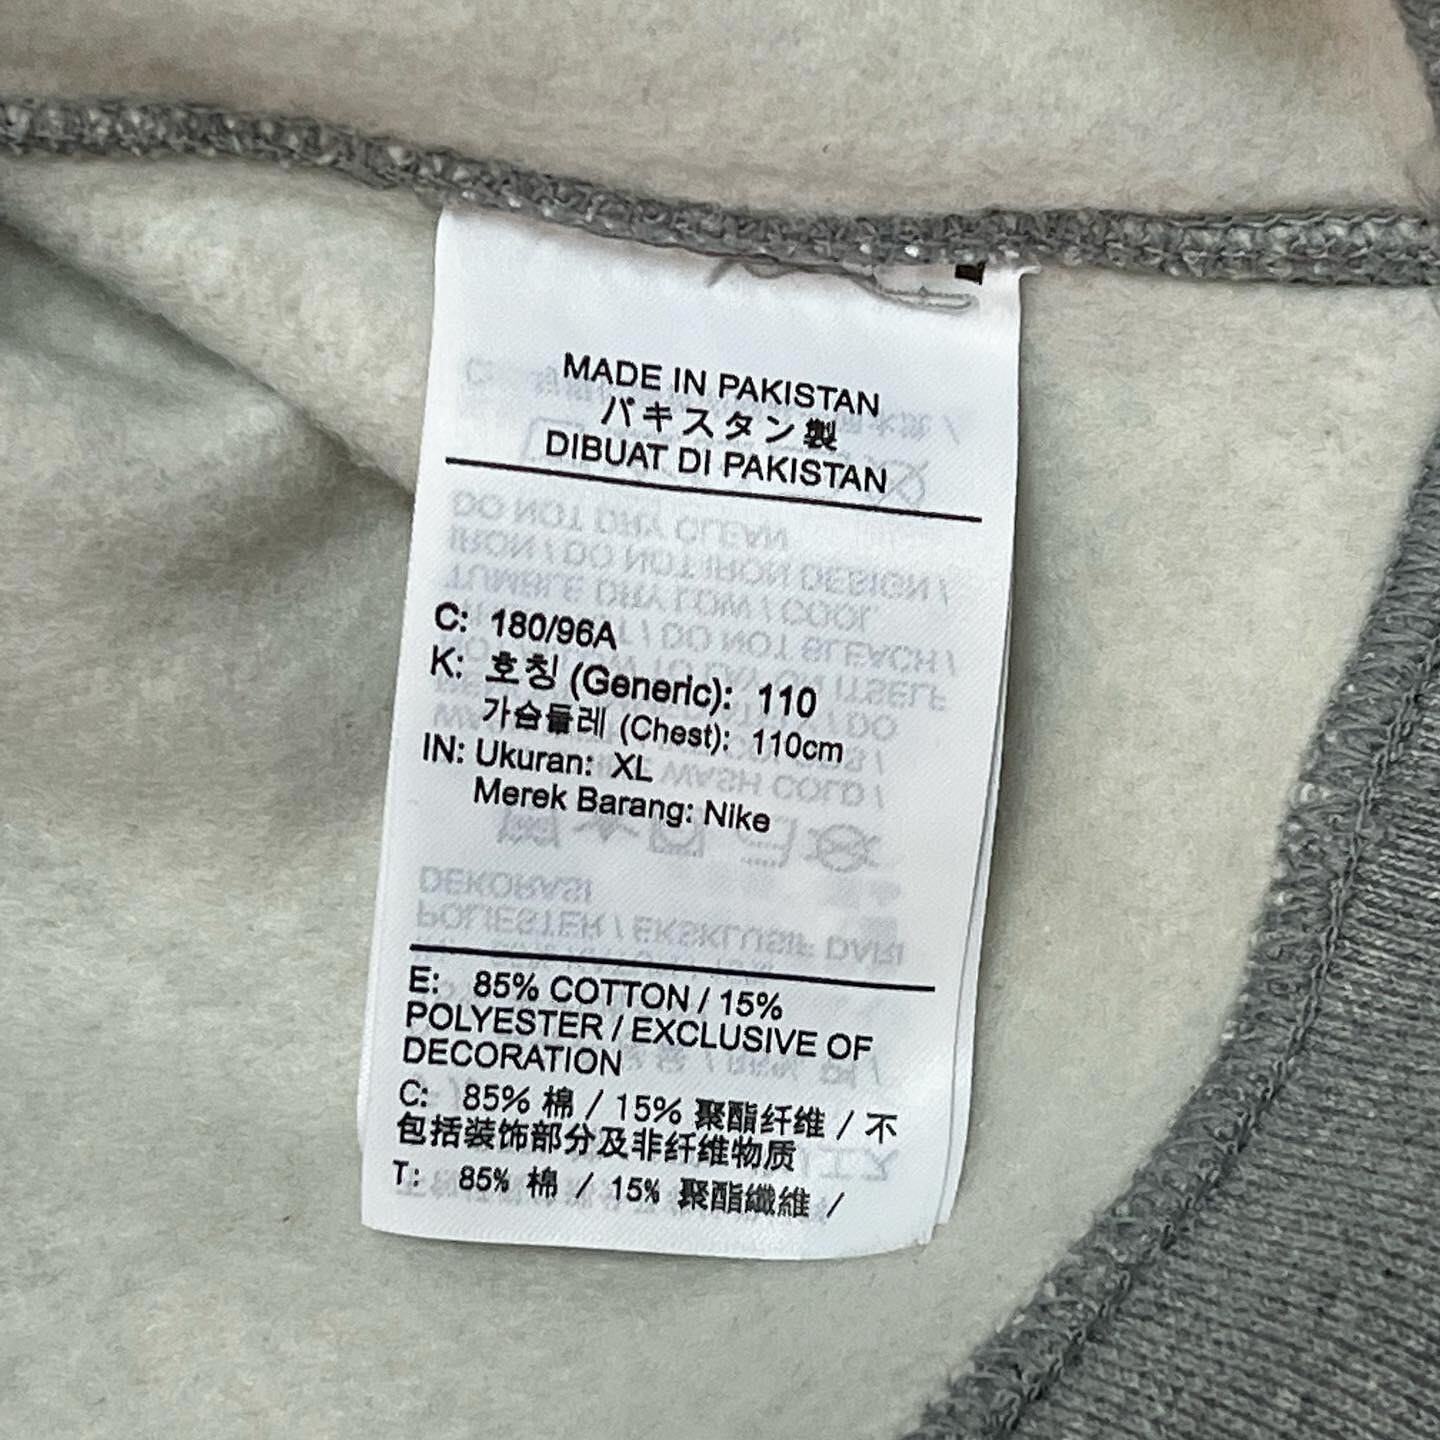 MADE IN PAKISTAN
パキスタン製
DIBUAT DI PAKISTAN
C: 180/96A
K: 호칭 (Generic): 110
가슴둘레 (Chest): 110cm
IN: Ukuran: XL
Merek Barang: Nike
E: 85% COTTON / 15%
POLYESTER / EXCLUSIVE OF
DECORATION
C: 85% 棉 / 15% 聚酯纤维 / 不
包括装饰部分及非纤维物质
T: 85% 棉 / 15% 聚酯纖維 /